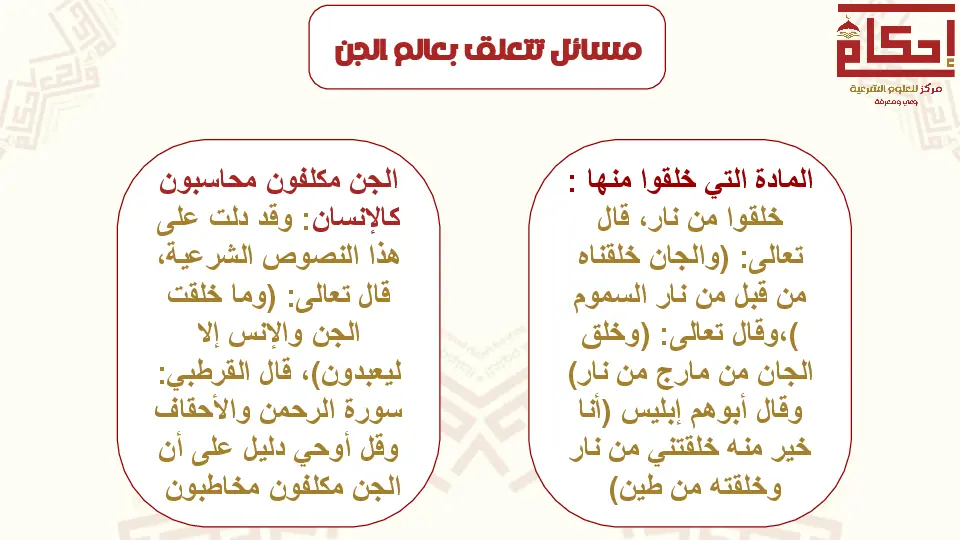 إحكام
مركز للعلوم الشرعية
وعي ومعرفة
مسائل تتعلق بعالم الجن
المادة التي خلقوا منها :
خلقوا من نار، قال
تعالى: (والجان خلقناه
من قبل من نار السموم
)،وقال تعالى: (وخلق
الجان من مارج من نار)
وقال أبوهم إبليس (أنا
خير منه خلقتني من نار
وخلقته من طين)
الجن مكلفون محاسبون
كالإنسان: وقد دلت على
هذا النصوص الشرعية،
قال تعالى: (وما خلقت
الجن والإنس إلا
ليعبدون)، قال القرطبي:
سورة الرحمن والأحقاف
وقل أوحي دليل على أن
الجن مكلفون مخاطبون